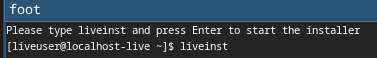 foot
Please type liveinst and press Enter to start the installer
[liveuser@localhost-live ~]$ liveinst